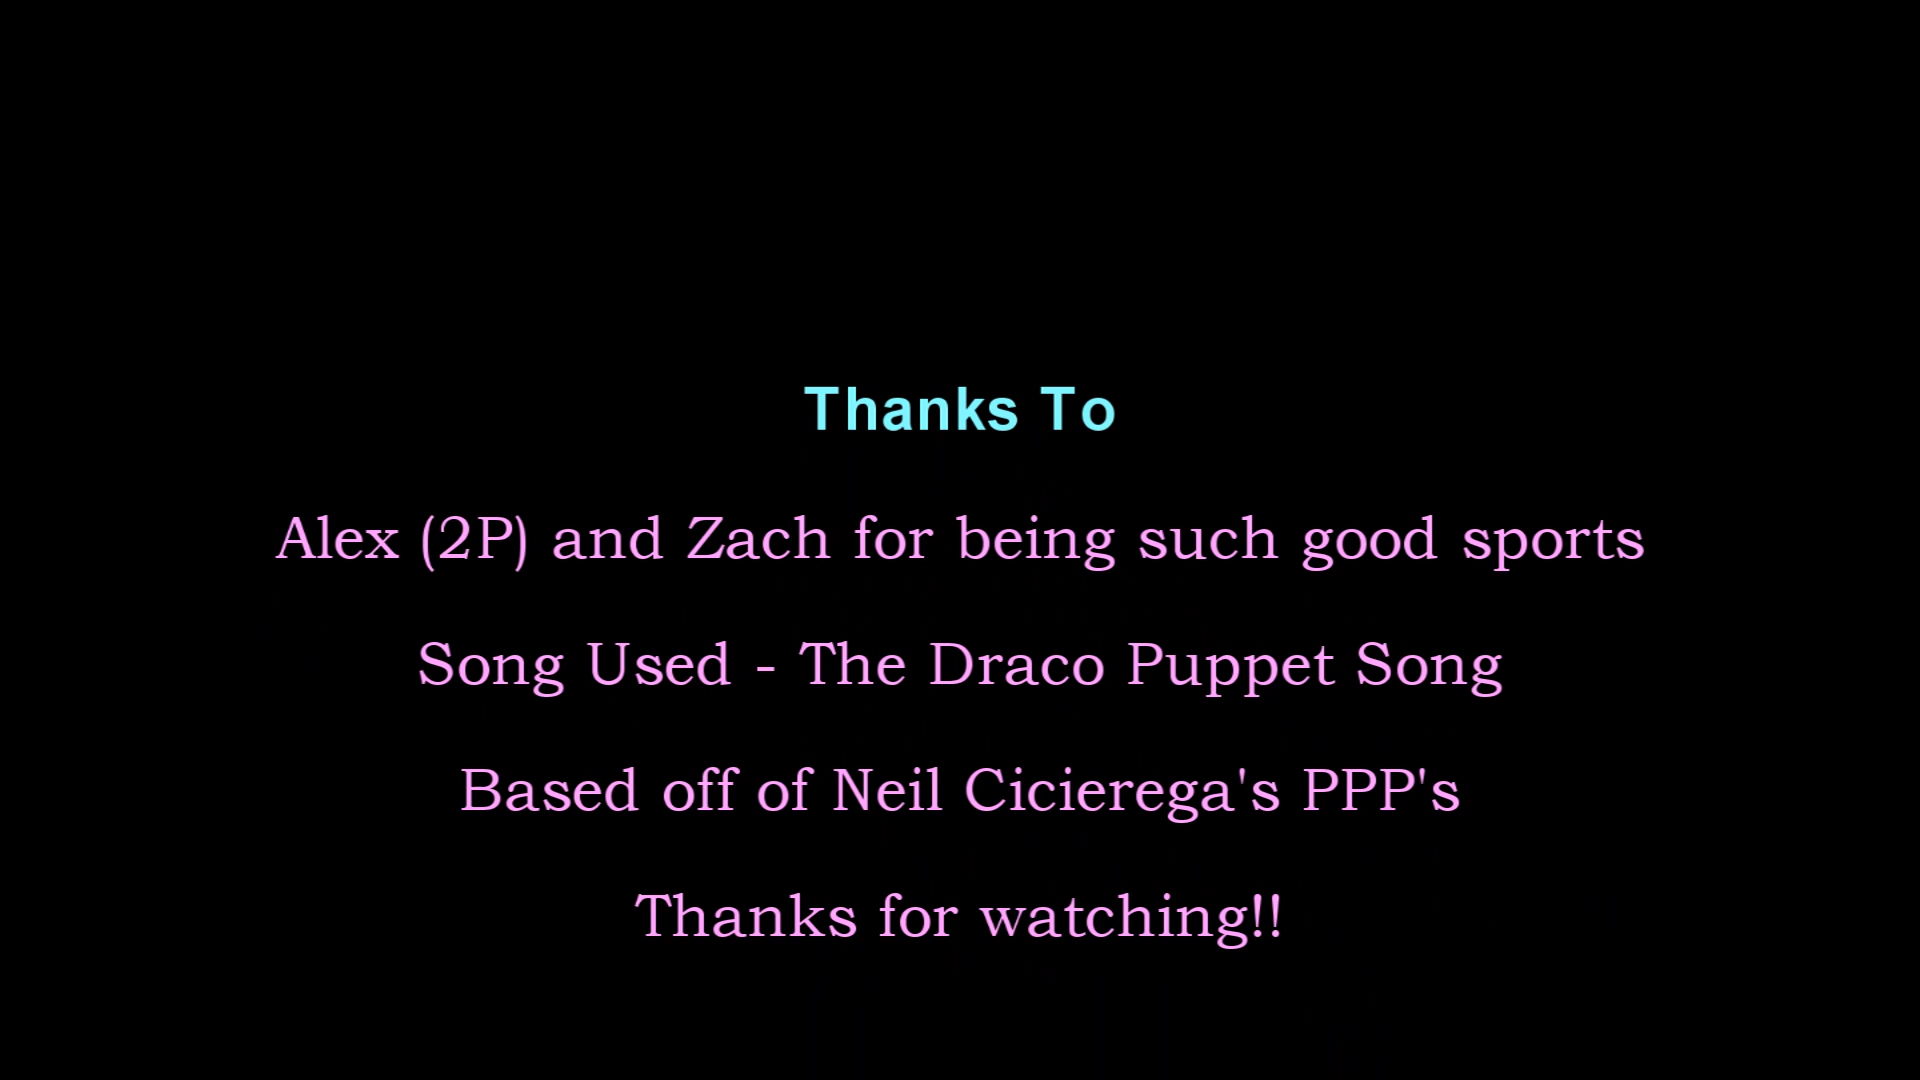 Thanks To
Alex (2P) and Zach for being such good sports
Song Used - The Draco Puppet Song
Based off of Neil Cicierega's PPP's
Thanks for watching!!